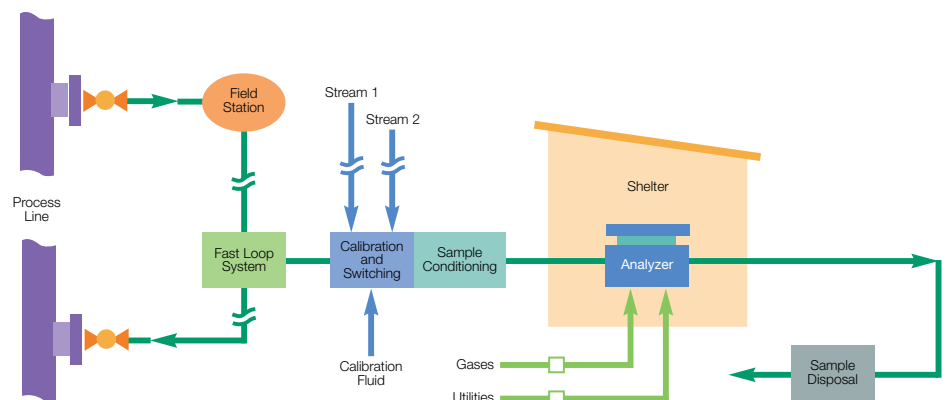 Stream 1
Field
Station
Stream 2
Shelter
Process
Line
Fast Loop
System
Calibration
and
Switching
Sample
Conditioning
Analyzer
Calibration
Fluid
Gases
Utilities
Sample
Disposal